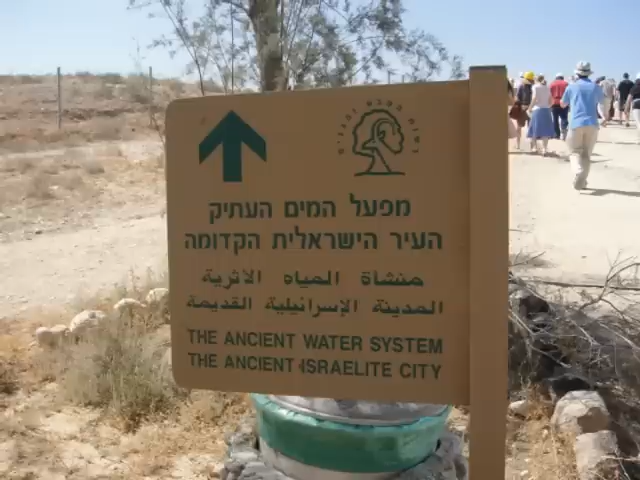 מפעל המים העתיק
העיר הישראלית הקדומה
منشأة المياه الاثرية
المدينة الإسرائيلية القديمة
THE ANCIENT WATER SYSTEM
THE ANCIENT ISRAELITE CITY